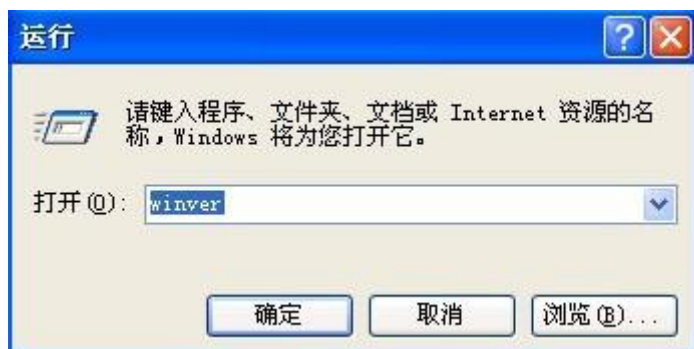 运行
请键入程序、文件夹、文档或 Internet 资源的名
称，Windows 将为您打开它。
打开(O): winver
确定 取消 浏览(B)...